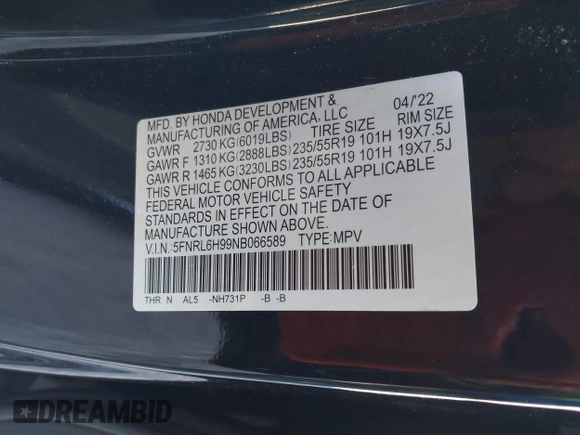 MFD. BY HONDA DEVELOPMENT & 04/'22
MANUFACTURING OF AMERICA, LLC
GVWR 2730 KG(6019LBS) TIRE SIZE RIM SIZE
GAWR F 1310 KG(2888LBS)235/55R19 101H 19X7.5J
GAWR R 1465 KG(3230LBS)235/55R19 101H 19X7.5J
THIS VEHICLE CONFORMS TO ALL APPLICABLE
FEDERAL MOTOR VEHICLE SAFETY
STANDARDS IN EFFECT ON THE DATE OF
MANUFACTURE SHOWN ABOVE.
V.I.N.:5FNRL6H99NB066589 TYPE:MPV
THR N AL5 -NH731P -B -B
DREAMBID